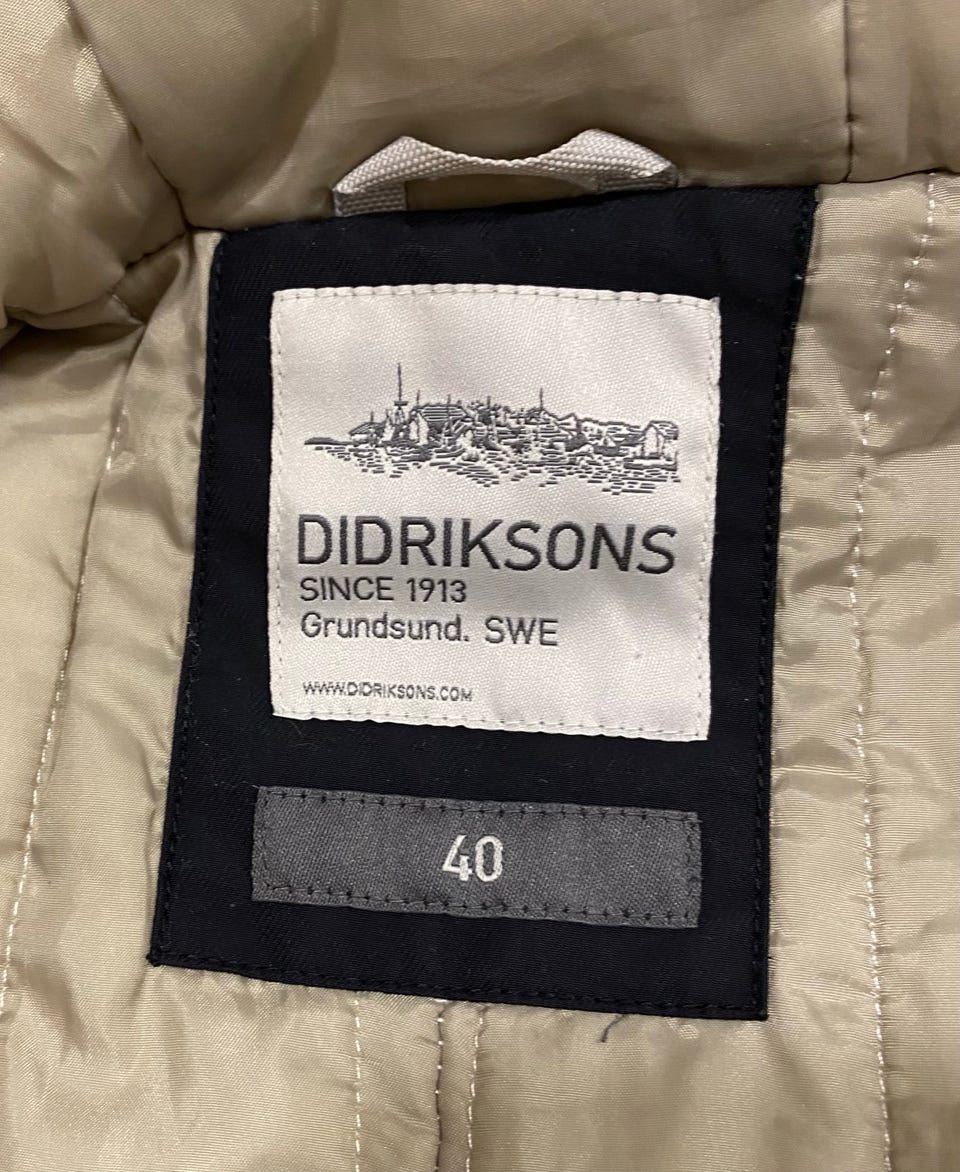 DIDRIKSONS
SINCE 1913
Grundsund. SWE
WWW.DIDRIKSONS.COM
40